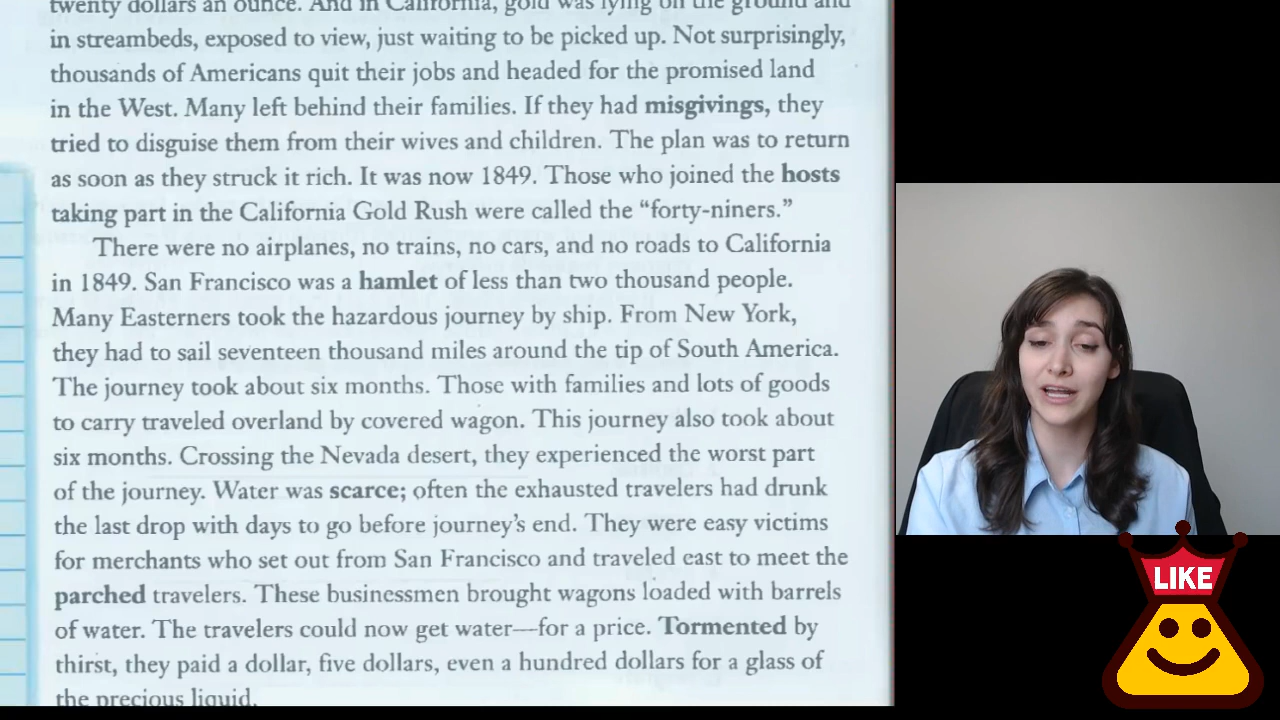 twenty dollars an ounce. And in California, gold was lying on the ground and
in streambeds, exposed to view, just waiting to be picked up. Not surprisingly,
thousands of Americans quit their jobs and headed for the promised land
in the West. Many left behind their families. If they had misgivings, they
tried to disguise them from their wives and children. The plan was to return
as soon as they struck it rich. It was now 1849. Those who joined the hosts
taking part in the California Gold Rush were called the “forty-niners.”
There were no airplanes, no trains, no cars, and no roads to California
in 1849. San Francisco was a hamlet of less than two thousand people.
Many Easterners took the hazardous journey by ship. From New York,
they had to sail seventeen thousand miles around the tip of South America.
The journey took about six months. Those with families and lots of goods
to carry traveled overland by covered wagon. This journey also took about
six months. Crossing the Nevada desert, they experienced the worst part
of the journey. Water was scarce; often the exhausted travelers had drunk
the last drop with days to go before journey’s end. They were easy victims
for merchants who set out from San Francisco and traveled east to meet the
parched travelers. These businessmen brought wagons loaded with barrels
of water. The travelers could now get water—for a price. Tormented by
thirst, they paid a dollar, five dollars, even a hundred dollars for a glass of
the precious liquid.
LIKE